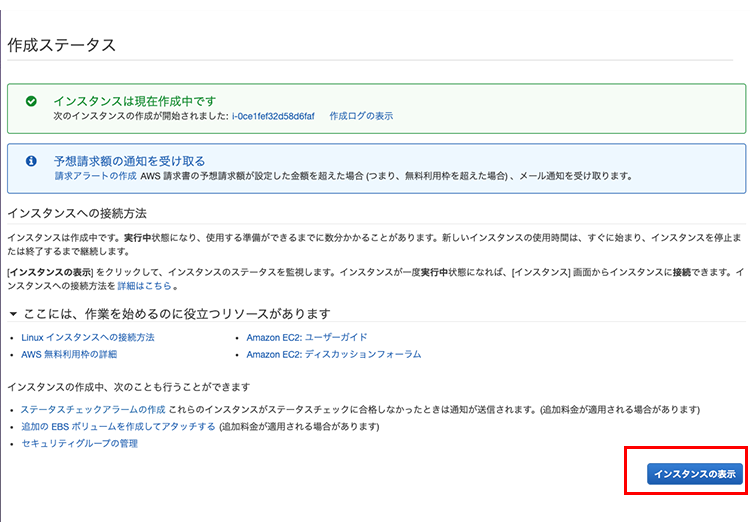 作成ステータス
インスタンスは現在作成中です
次のインスタンスの作成が開始されました: i-0ce1fef32d58d6faf 作成ログの表示
予想請求額の通知を受け取る
請求アラートの作成 AWS 請求書の予想請求額が設定した金額を超えた場合 (つまり、無料利用枠を超えた場合) 、メール通知を受け取ります。
インスタンスへの接続方法
インスタンスは作成中です。実行中状態になり、使用する準備ができるまでに数分かかることがあります。新しいインスタンスの使用時間は、すぐに始まり、インスタンスを停止ま
たは終了するまで継続します。
[インスタンスの表示] をクリックして、インスタンスのステータスを監視します。インスタンスが一度実行中状態になれば、[インスタンス] 画面からインスタンスに接続できます。イ
ンスタンスへの接続方法を詳細はこちら。
ここには、作業を始めるのに役立つリソースがあります
• Linux インスタンスへの接続方法 • Amazon EC2: ユーザーガイド
• AWS 無料利用枠の詳細 • Amazon EC2: ディスカッションフォーラム
インスタンスの作成中、次のことも行うことができます
• ステータスチェックアラームの作成 これらのインスタンスがステータスチェックに合格しなかったときは通知が送信されます。(追加料金が適用される場合があります)
• 追加の EBS ボリュームを作成してアタッチする (追加料金が適用される場合があります)
• セキュリティグループの管理
インスタンスの表示